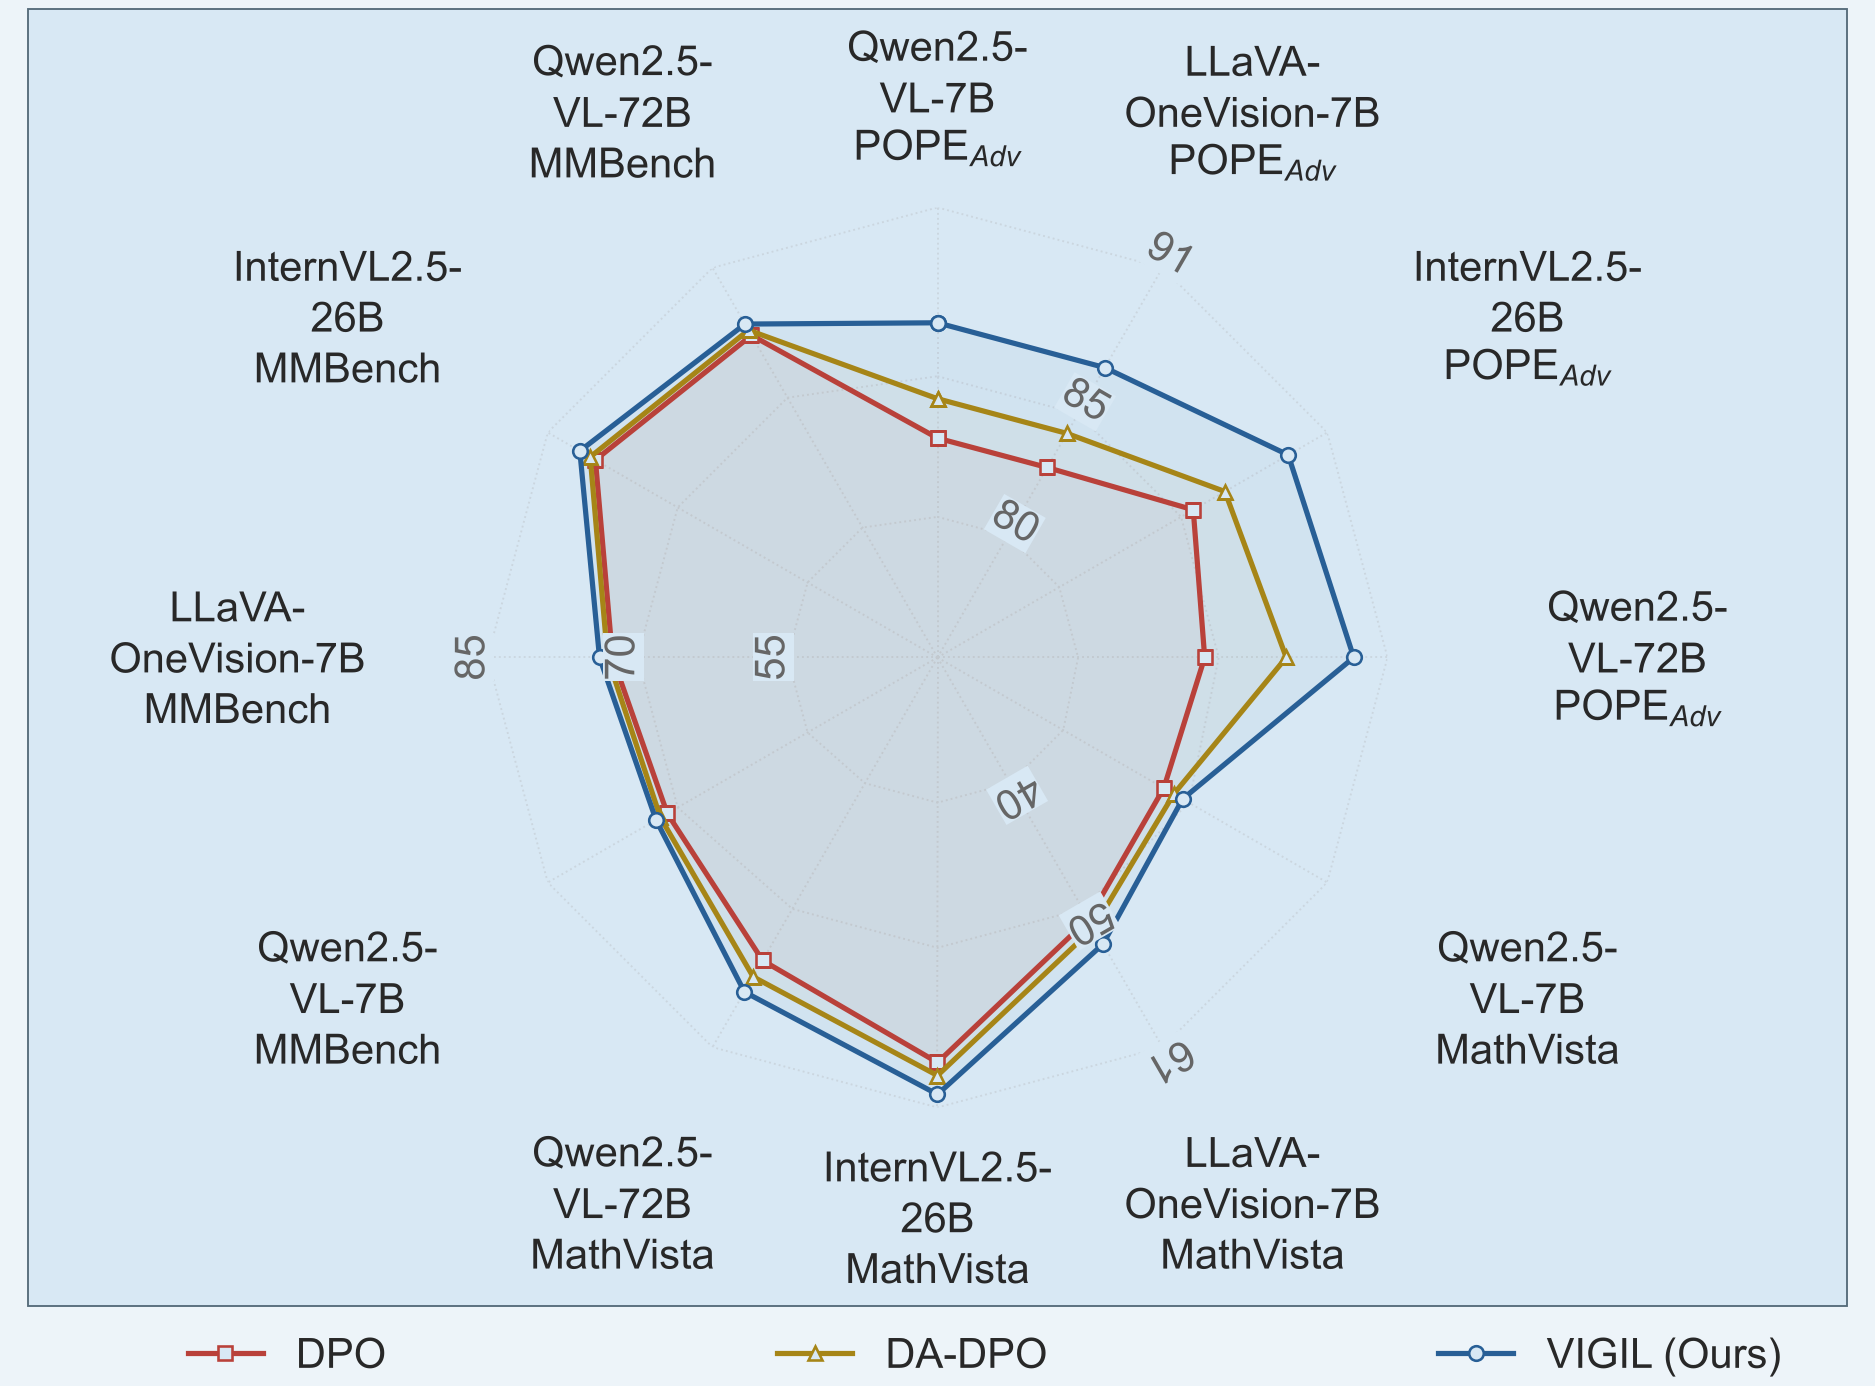 Qwen2.5-
VL-7B
POPE_Adv
LLaVA-
OneVision-7B
POPE_Adv
InternVL2.5-
26B
POPE_Adv
Qwen2.5-
VL-72B
POPE_Adv
Qwen2.5-
VL-7B
MathVista
LLaVA-
OneVision-7B
MathVista
InternVL2.5-
26B
MathVista
Qwen2.5-
VL-72B
MathVista
Qwen2.5-
VL-7B
MMBench
LLaVA-
OneVision-7B
MMBench
InternVL2.5-
26B
MMBench
Qwen2.5-
VL-72B
MMBench
91
85
80
40
50
61
85
70
55
DPO
DA-DPO
VIGIL (Ours)